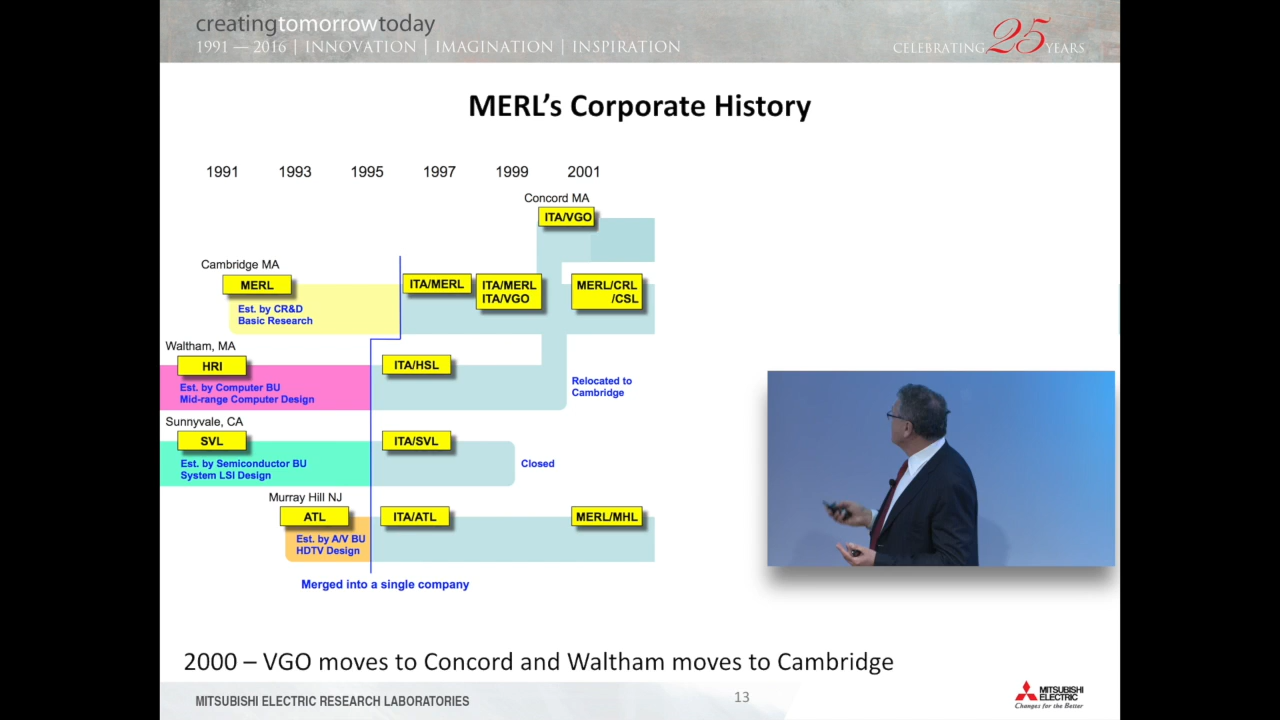 creatingtomorrowtoday
1991 — 2016 | INNOVATION | IMAGINATION | INSPIRATION
CELEBRATING 25 YEARS
MERL's Corporate History
1991 1993 1995 1997 1999 2001
Concord MA
ITA/VGO
Cambridge MA
MERL
Est. by CR&D
Basic Research
ITA/MERL
ITA/MERL
ITA/VGO
MERL/CRL
/CSL
Waltham, MA
HRI
Est. by Computer BU
Mid-range Computer Design
ITA/HSL
Relocated to
Cambridge
Sunnyvale, CA
SVL
Est. by Semiconductor BU
System LSI Design
ITA/SVL
Closed
Murray Hill NJ
ATL
Est. by A/V BU
HDTV Design
ITA/ATL
MERL/MHL
Merged into a single company
2000 – VGO moves to Concord and Waltham moves to Cambridge
MITSUBISHI ELECTRIC RESEARCH LABORATORIES
13
MITSUBISHI
ELECTRIC
Changes for the Better